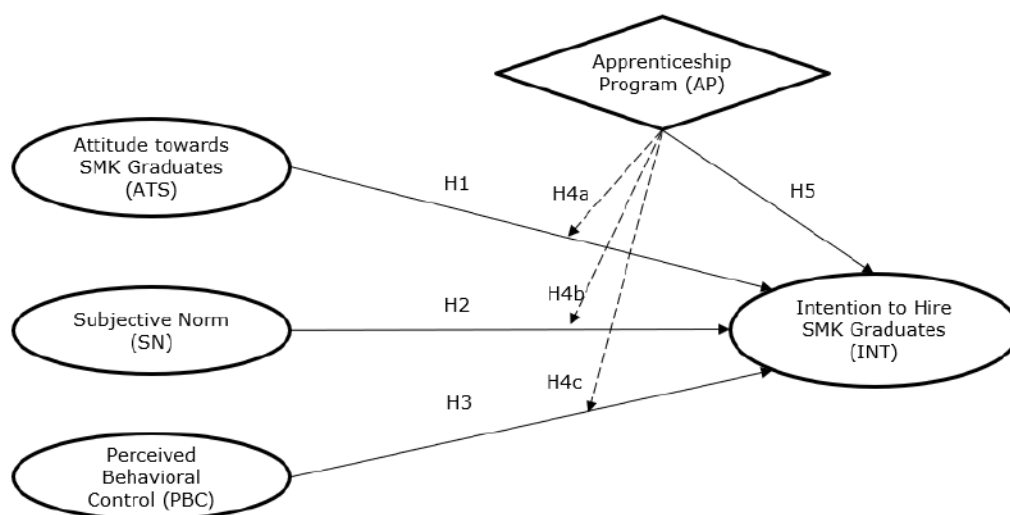 Apprenticeship
Program (AP)
Attitude towards
SMK Graduates
(ATS)
H1
H4a
H5
H4b
H2
Subjective Norm
(SN)
Intention to Hire
SMK Graduates
(INT)
H4c
H3
Perceived
Behavioral
Control (PBC)